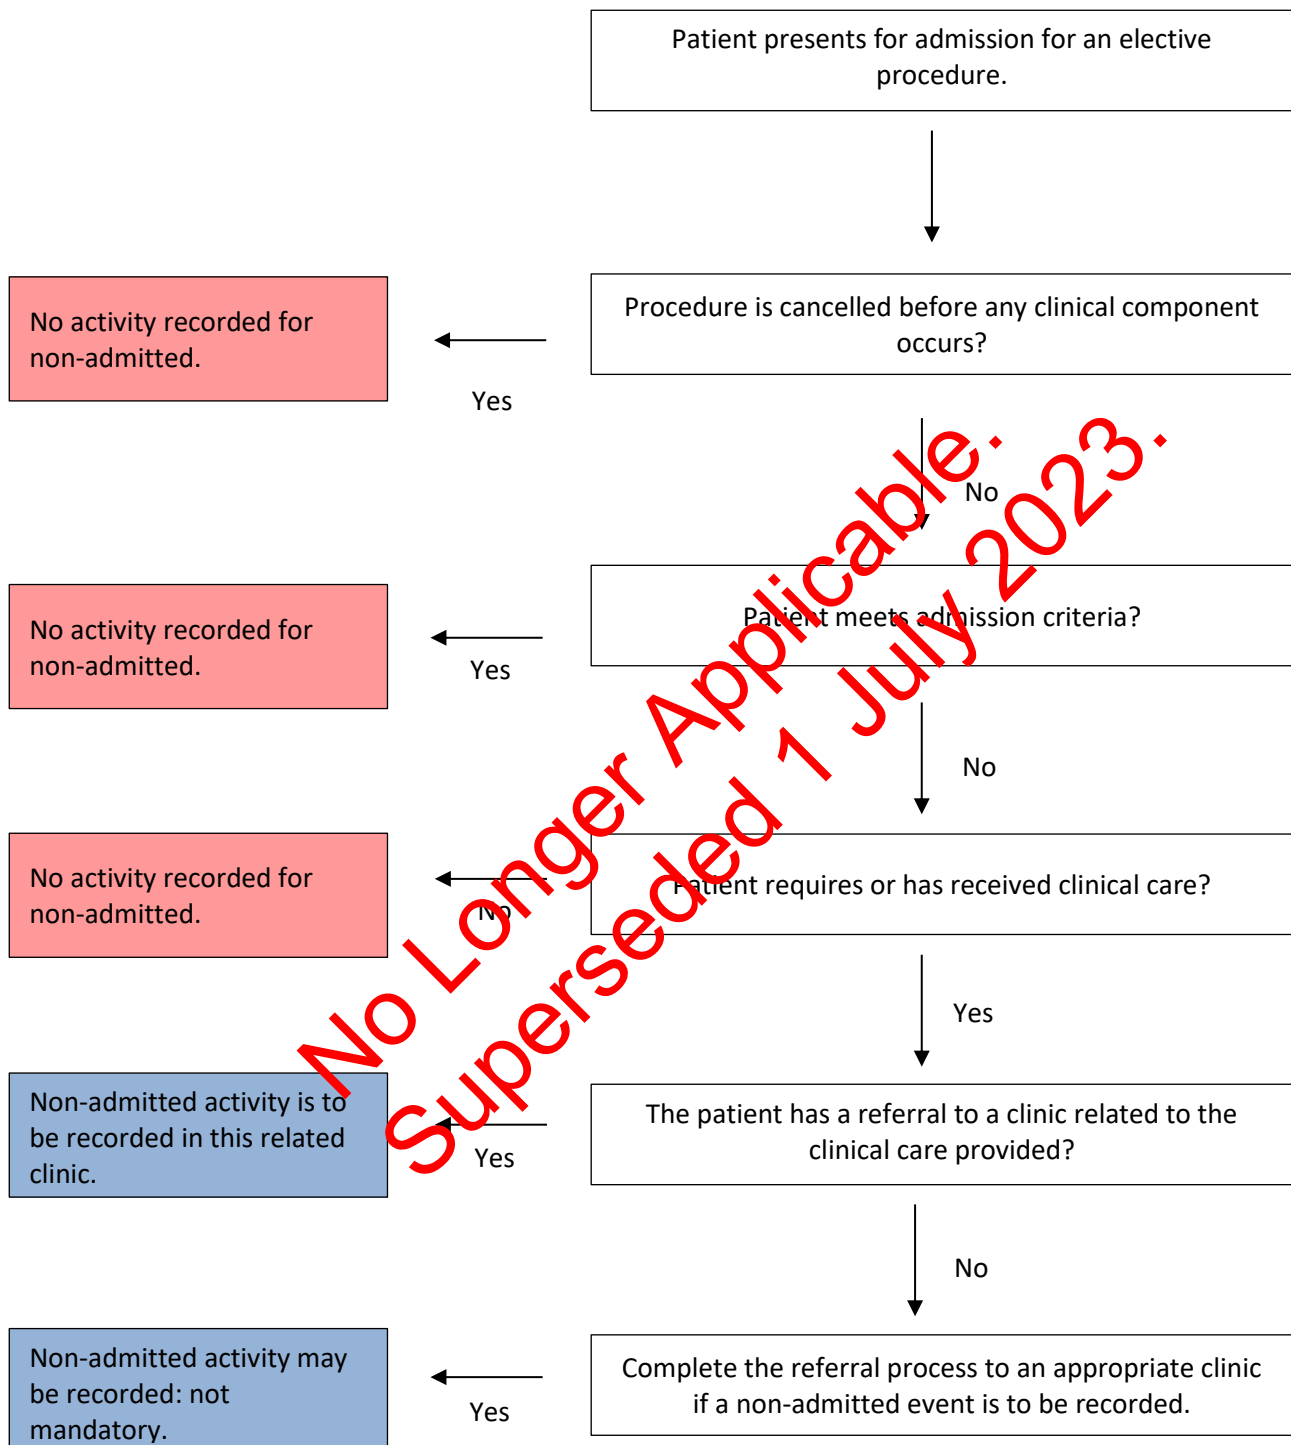 Patient presents for admission for an elective
procedure.
No activity recorded for
non-admitted.
Procedure is cancelled before any clinical component
occurs?
Yes
No
No activity recorded for
non-admitted.
Patient meets admission criteria?
Yes
No
No activity recorded for
non-admitted.
Patient requires or has received clinical care?
No
Yes
Non-admitted activity is to
be recorded in this related
clinic.
The patient has a referral to a clinic related to the
clinical care provided?
Yes
No
Non-admitted activity may
be recorded: not
mandatory.
Complete the referral process to an appropriate clinic
if a non-admitted event is to be recorded.
Yes
No Longer Applicable.
Superseded 1 July 2023.